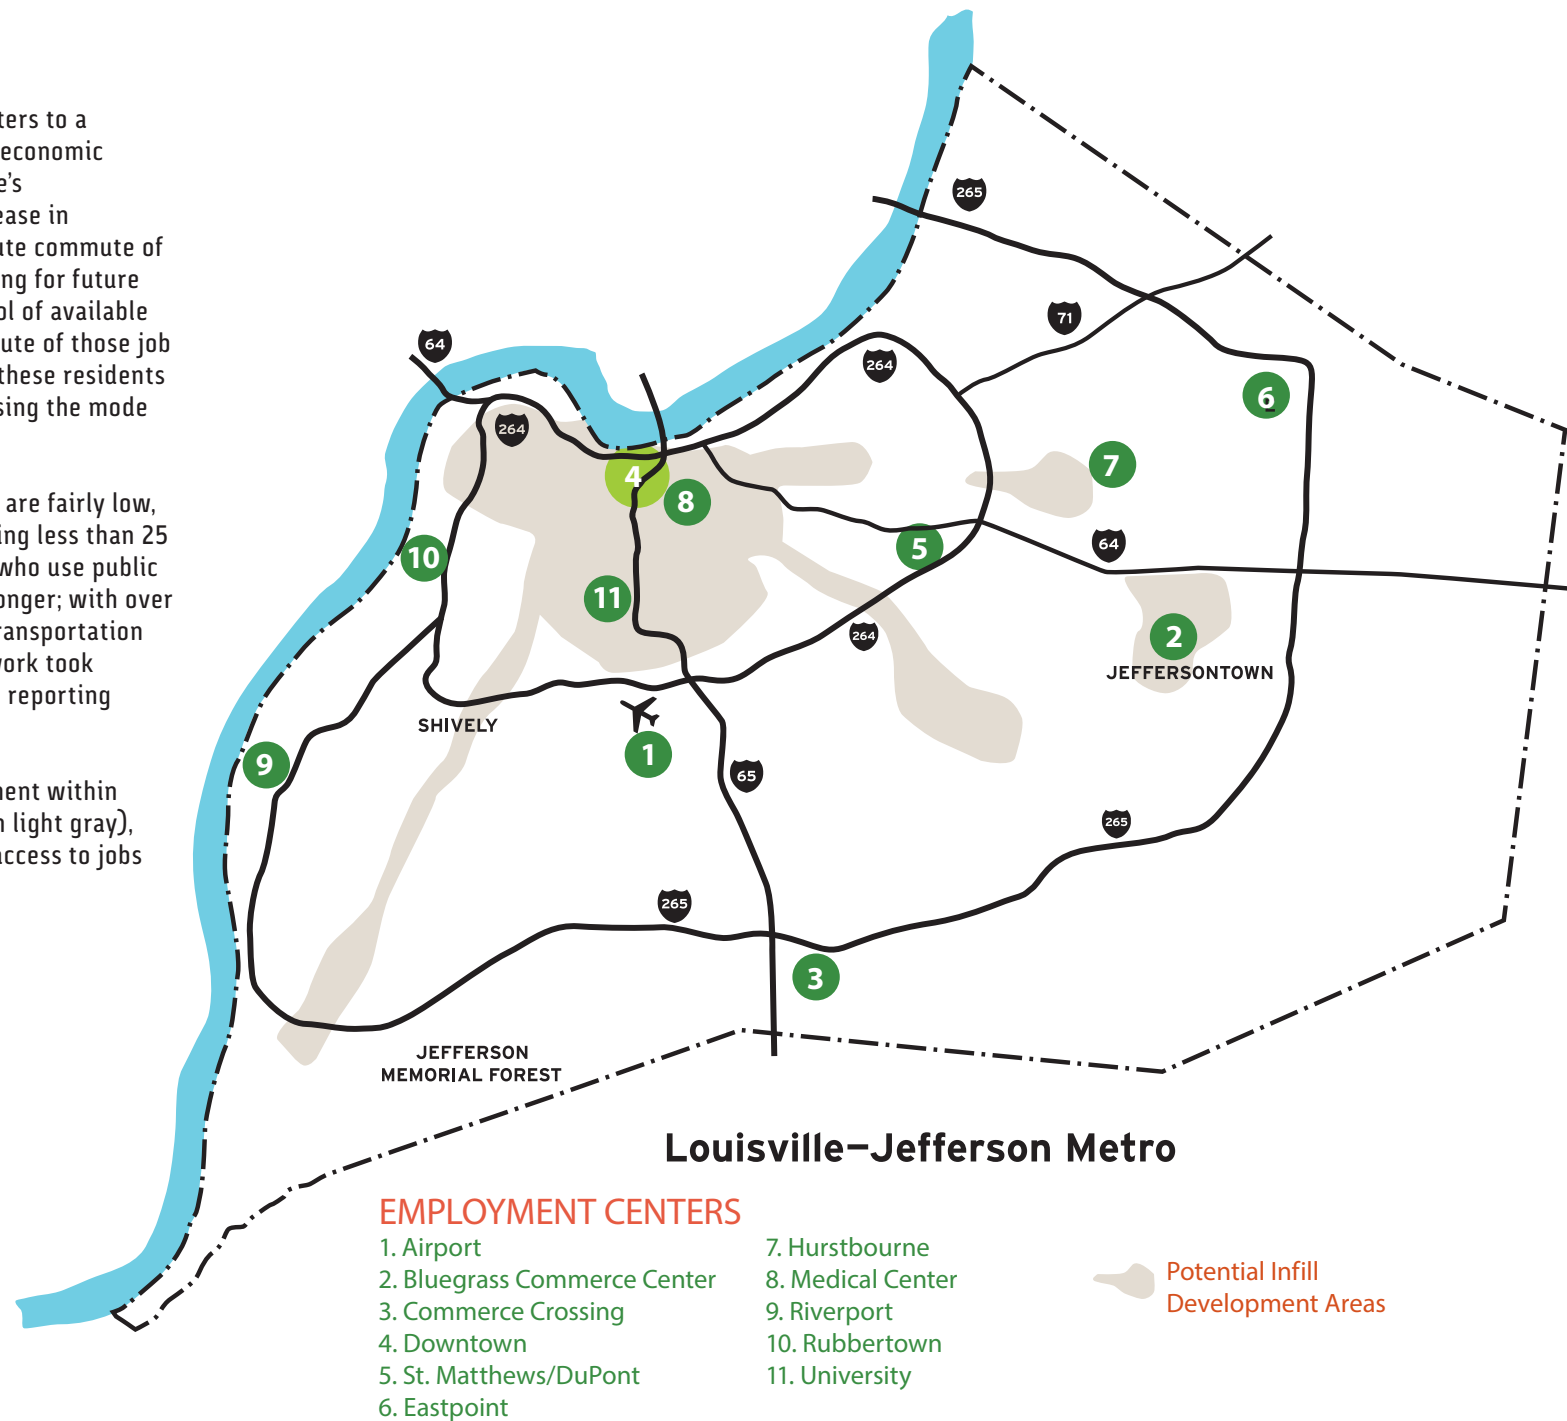 ters to a
economic
e's
ease in
ute commute of
ing for future
ol of available
ute of those job
these residents
sing the mode
are fairly low,
ing less than 25
who use public
onger; with over
ransportation
work took
reporting
ment within
n light gray),
access to jobs
265
71
64
264
6
264
7
4
8
5
64
10
11
2
264
JEFFERSONTOWN
SHIVELY
1
9
65
265
265
3
JEFFERSON
MEMORIAL FOREST
Louisville–Jefferson Metro
EMPLOYMENT CENTERS
1. Airport
2. Bluegrass Commerce Center
3. Commerce Crossing
4. Downtown
5. St. Matthews/DuPont
6. Eastpoint
7. Hurstbourne
8. Medical Center
9. Riverport
10. Rubbertown
11. University
Potential Infill
Development Areas